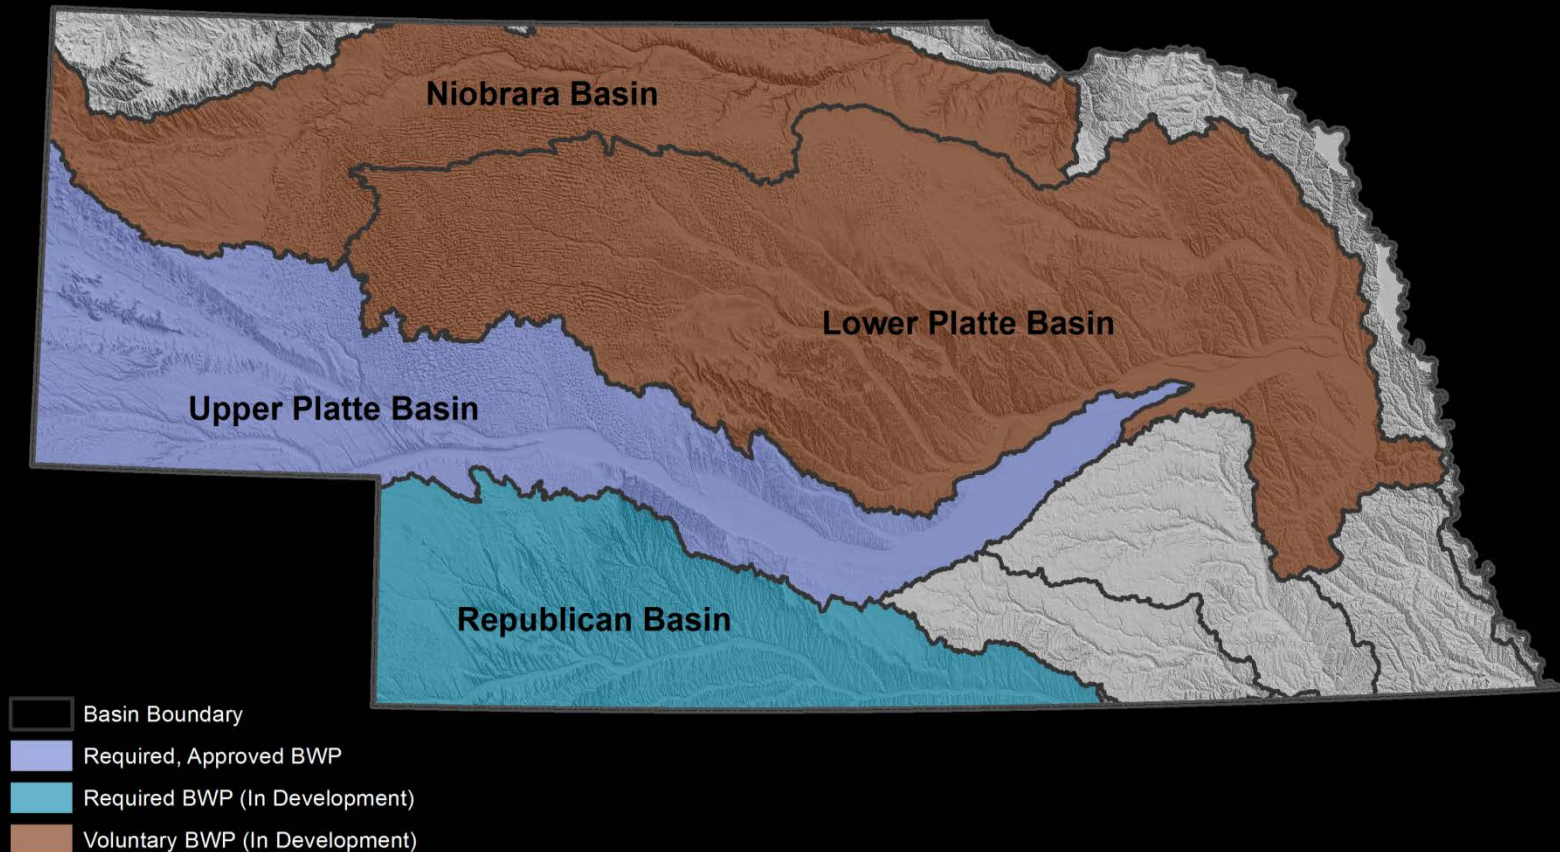 Niobrara Basin
Lower Platte Basin
Upper Platte Basin
Republican Basin
Basin Boundary
Required, Approved BWP
Required BWP (In Development)
Voluntary BWP (In Development)